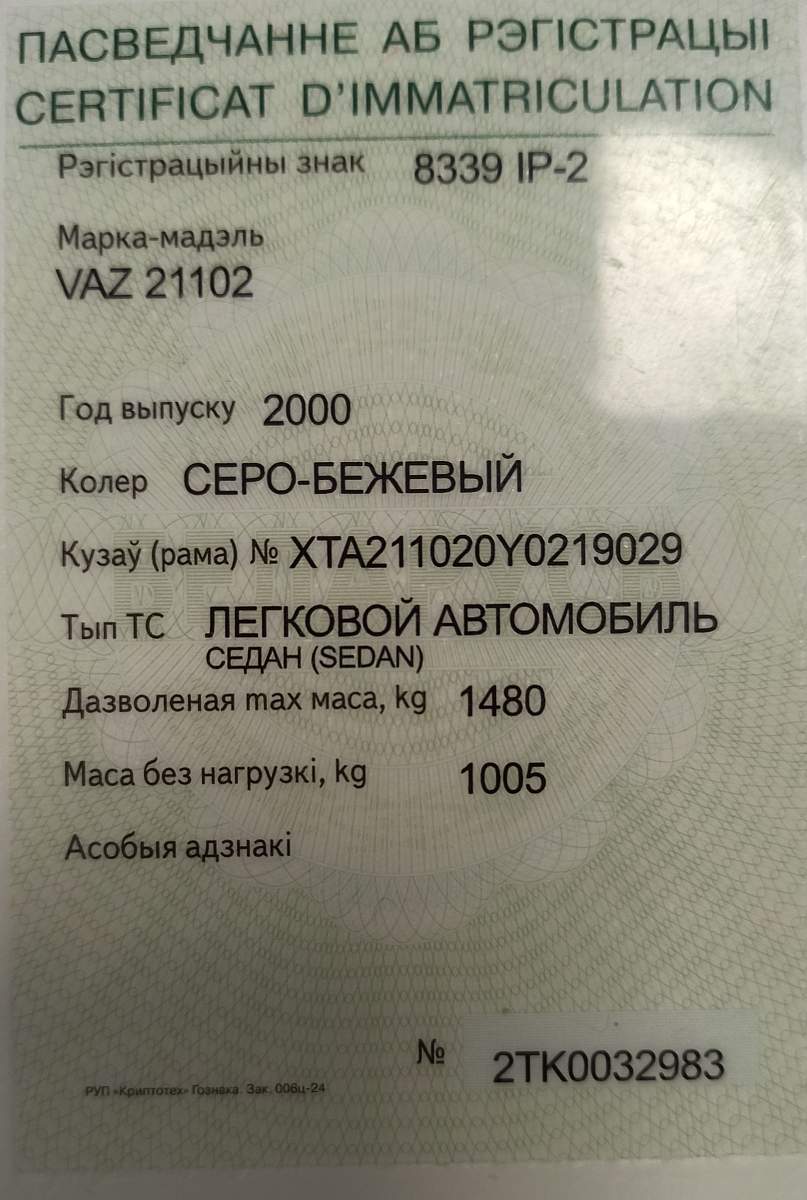 ПАСВЕДЧАННЕ АБ РЭГІСТРАЦЫІ
CERTIFICAT D'IMMATRICULATION
Рэгістрацыйны знак 8339 IP-2
Марка-мадэль
VAZ 21102
Год выпуску 2000
Колер СЕРО-БЕЖЕВЫЙ
Кузаў (рама) № XTA211020Y0219029
БЕЛАРУСЬ
Тып ТС ЛЕГКОВОЙ АВТОМОБИЛЬ
СЕДАН (SEDAN)
Дазволеная max маса, kg 1480
Маса без нагрузкі, kg 1005
Асобыя адзнакі
№ 2TK0032983
РУП «Криптотех» Гознака. Зак. 006ц-24